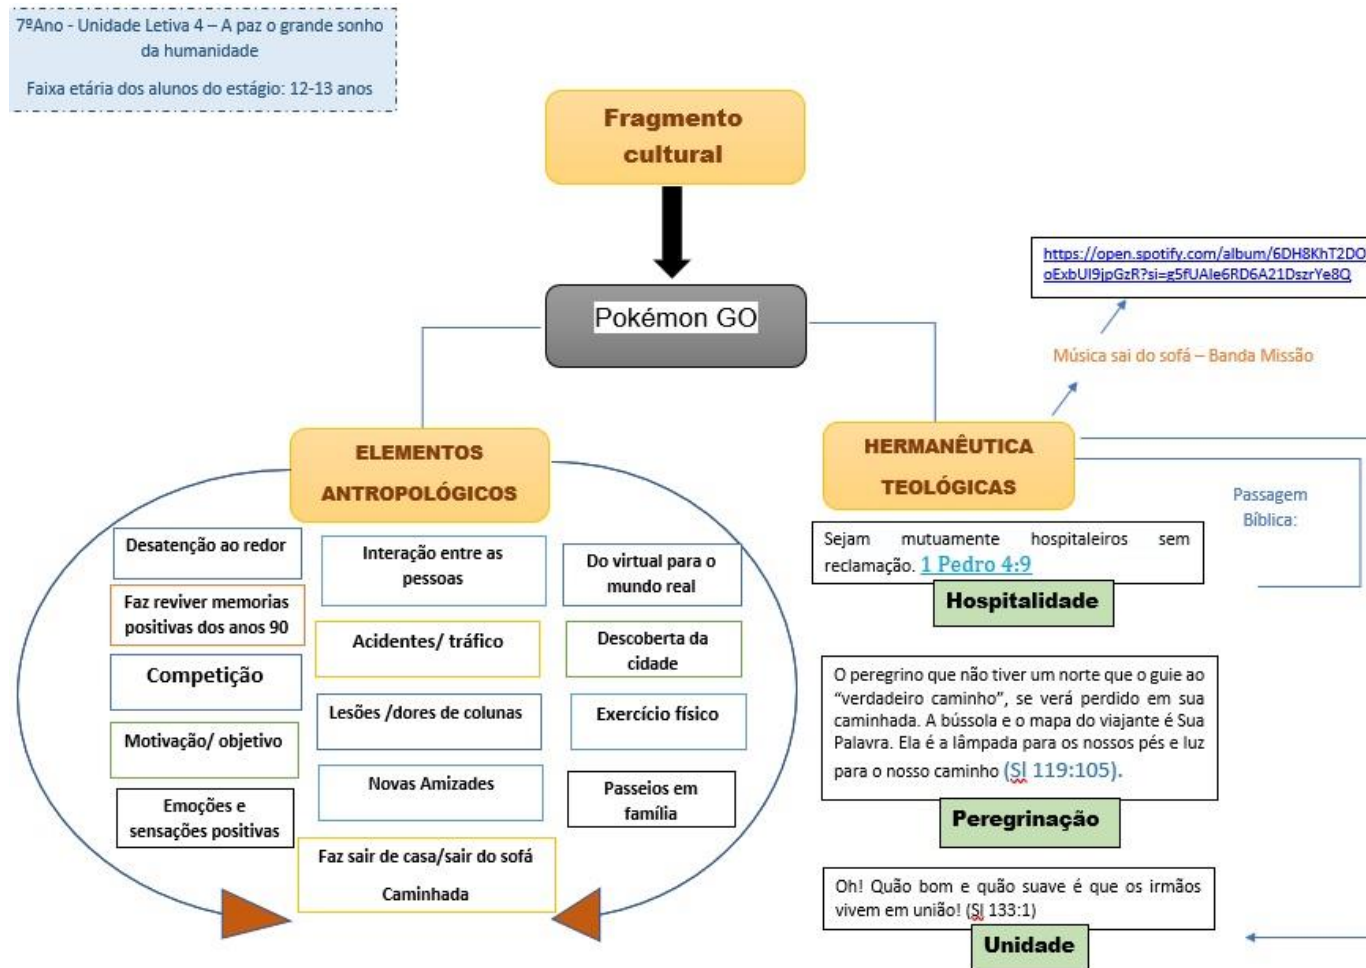 7ºAno - Unidade Letiva 4 – A paz o grande sonho
da humanidade
Faixa etária dos alunos do estágio: 12-13 anos
Fragmento
cultural
Pokémon GO
https://open.spotify.com/album/6DH8KhT2DO
oExbUI9jpGzR?si=g5fUAIe6RD6A21DszrYe8Q
Música sai do sofá – Banda Missão
ELEMENTOS
ANTROPOLÓGICOS
Desatenção ao redor
Faz reviver memorias
positivas dos anos 90
Competição
Motivação/ objetivo
Emoções e
sensações positivas
Interação entre as
pessoas
Acidentes/ tráfico
Lesões /dores de colunas
Novas Amizades
Faz sair de casa/sair do sofá
Caminhada
Do virtual para o
mundo real
Descoberta da
cidade
Exercício físico
Passeios em
família
HERMANÊUTICA
TEOLÓGICAS
Passagem
Bíblica:
Sejam mutuamente hospitaleiros sem
reclamação. 1 Pedro 4:9
Hospitalidade
O peregrino que não tiver um norte que o guie ao
“verdadeiro caminho”, se verá perdido em sua
caminhada. A bússola e o mapa do viajante é Sua
Palavra. Ela é a lâmpada para os nossos pés e luz
para o nosso caminho (Sl 119:105).
Peregrinação
Oh! Quão bom e quão suave é que os irmãos
vivem em união! (Sl 133:1)
Unidade